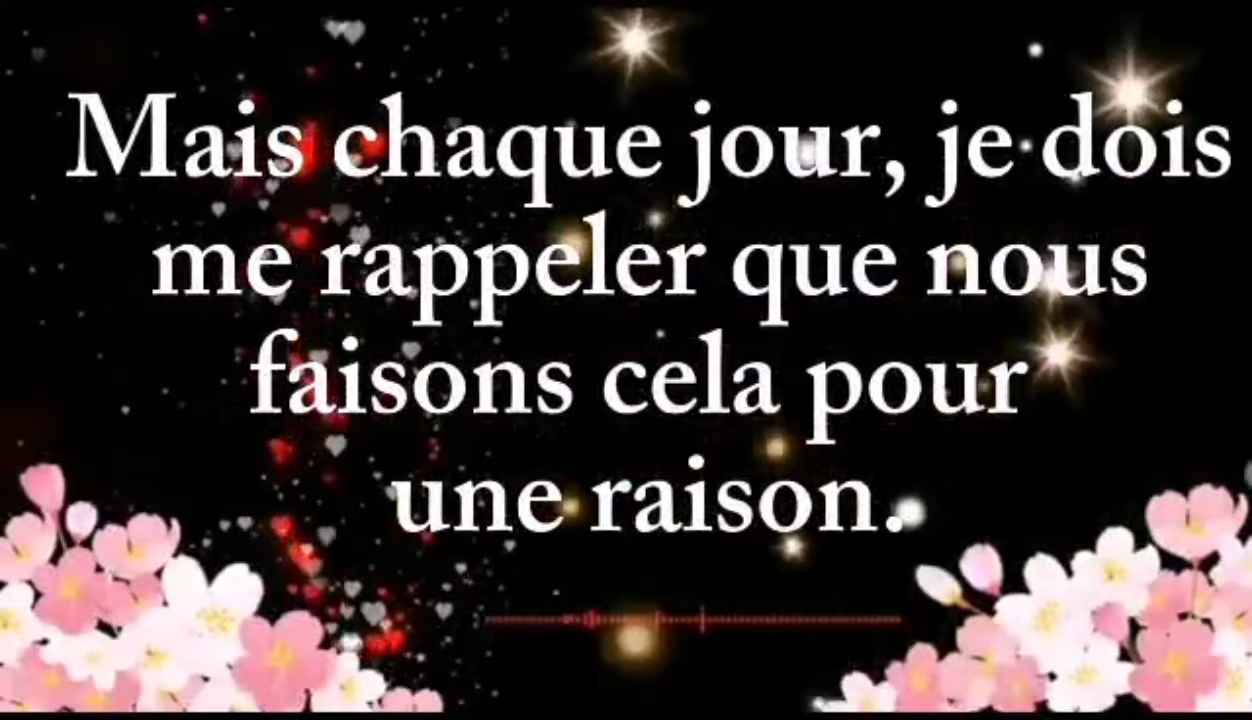 Mais chaque jour, je dois
me rappeler que nous
faisons cela pour
une raison.